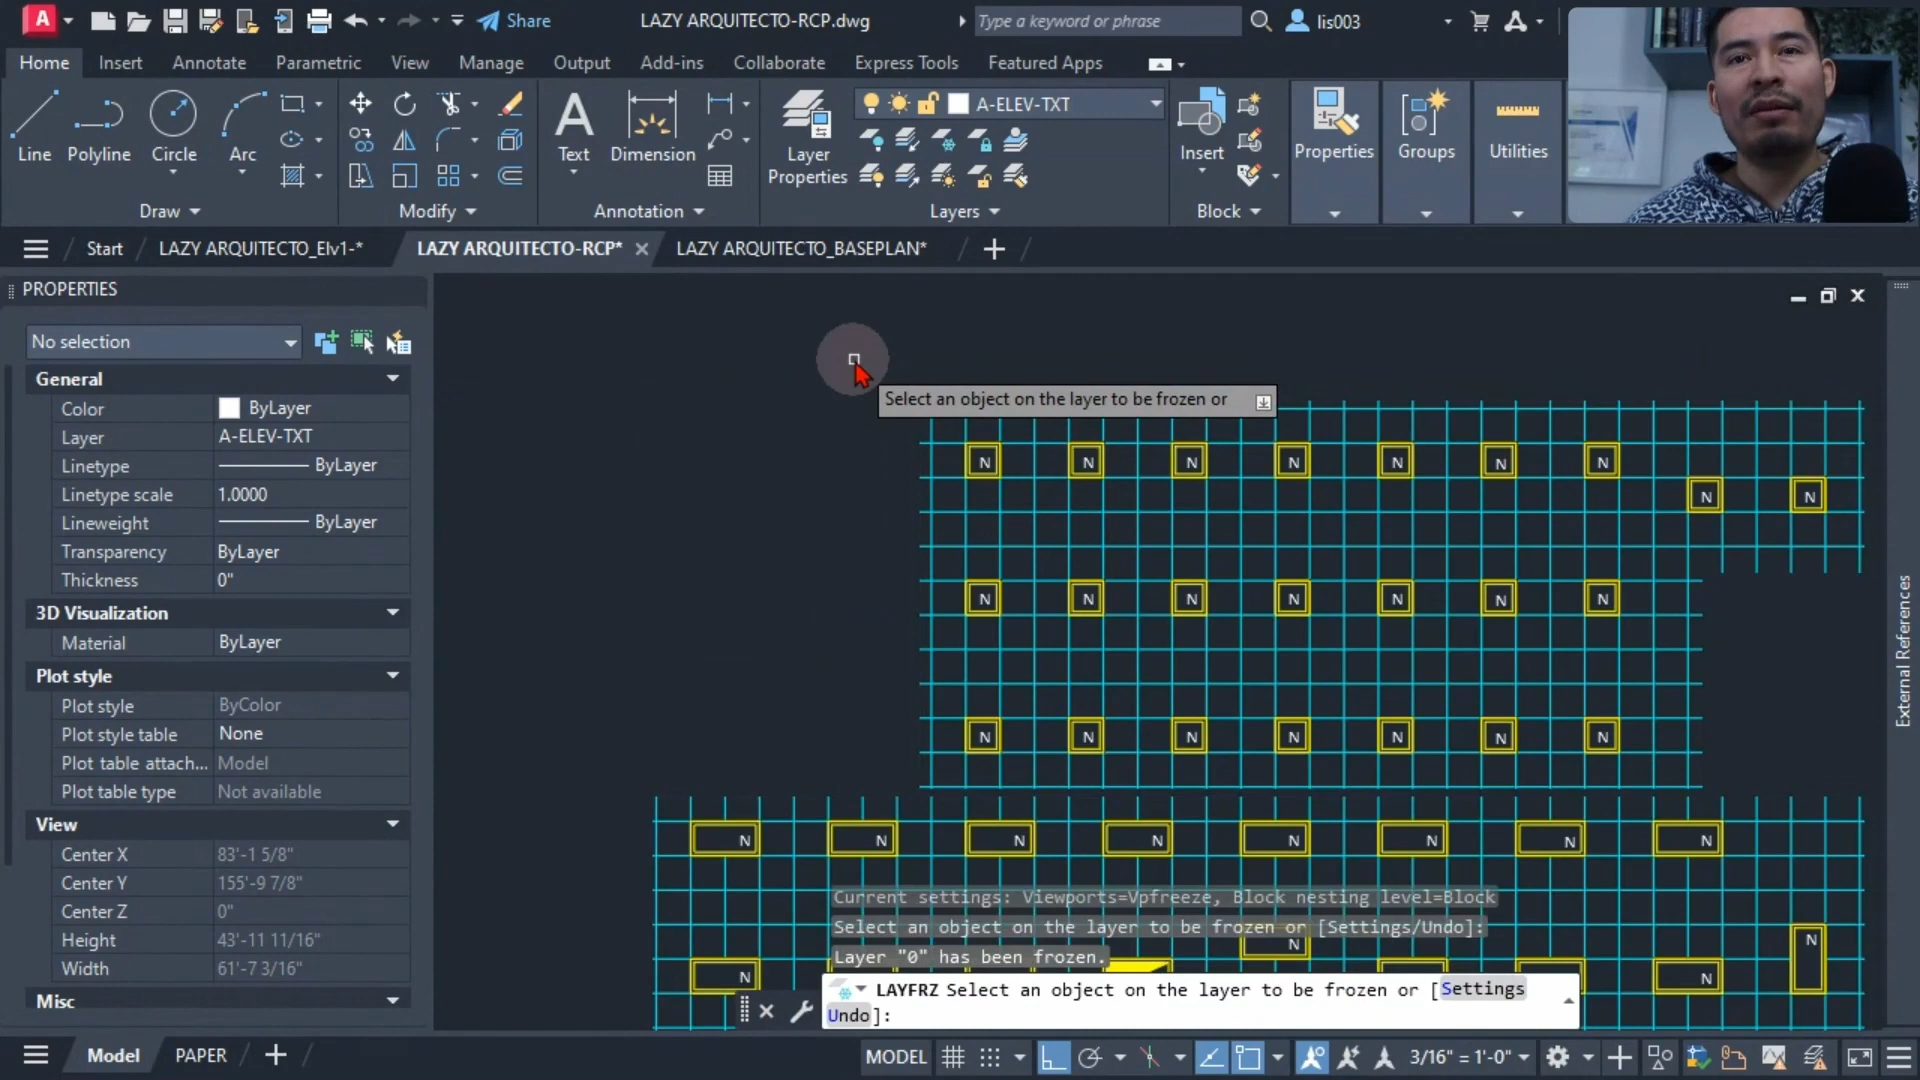 A Share LAZY ARQUITECTO-RCP.dwg Type a keyword or phrase lis003
Home Insert Annotate Parametric View Manage Output Add-ins Collaborate Express Tools Featured Apps
A-ELEV-TXT
Line Polyline Circle Arc Text Dimension Layer Properties Insert Properties Groups Utilities
Draw Modify Annotation Layers Block
Start LAZY ARQUITECTO_Elv1-* LAZY ARQUITECTO-RCP* LAZY ARQUITECTO_BASEPLAN*
PROPERTIES
No selection
General
Color ByLayer
Layer A-ELEV-TXT
Linetype ByLayer
Linetype scale 1.0000
Lineweight ByLayer
Transparency ByLayer
Thickness 0"
3D Visualization
Material ByLayer
Plot style
Plot style ByColor
Plot style table None
Plot table attach... Model
Plot table type Not available
View
Center X 83'-1 5/8"
Center Y 155'-9 7/8"
Center Z 0"
Height 43'-11 11/16"
Width 61'-7 3/16"
Misc
Select an object on the layer to be frozen or
N N N N N N N
N N
N N N N N N N
N N N N N N N
N N N N N N N N
N N
N N
External References
Current settings: Viewports=Vpfreeze, Block nesting level=Block
Select an object on the layer to be frozen or [Settings/Undo]:
Layer "0" has been frozen.
LAYFRZ Select an object on the layer to be frozen or [Settings
Undo]:
Model PAPER MODEL 3/16" = 1'-0"